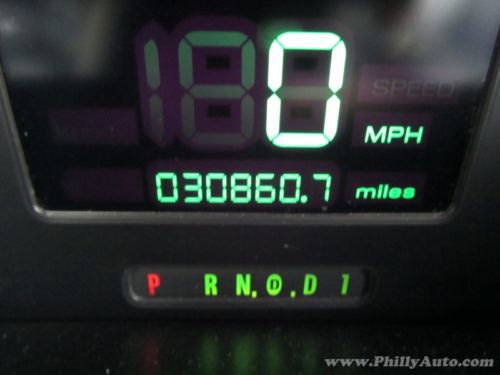 0
SPEED
MPH
030860.7 miles
P R N.D.D 1
www.PhillyAuto.com